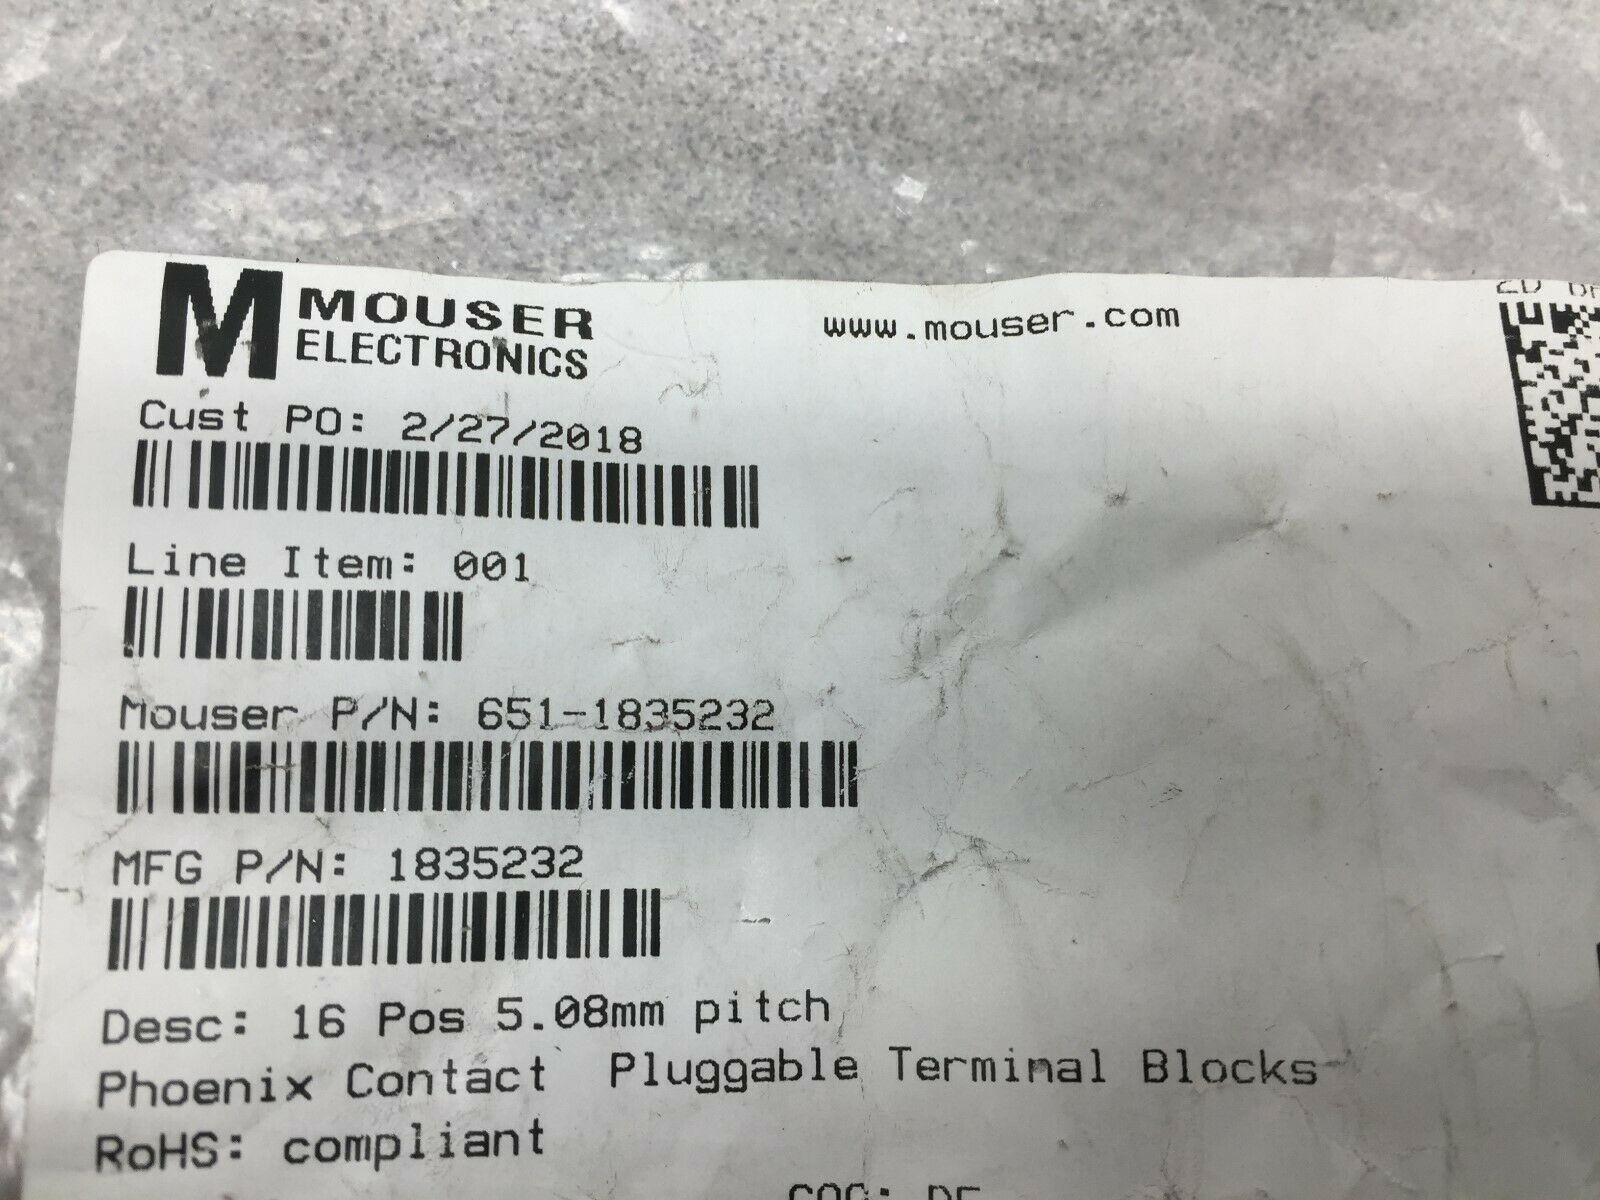 M MOUSER
ELECTRONICS
www.mouser.com
Cust PO: 2/27/2018
Line Item: 001
Mouser P/N: 651-1835232
MFG P/N: 1835232
Desc: 16 Pos 5.08mm pitch
Phoenix Contact Pluggable Terminal Blocks
RoHS: compliant